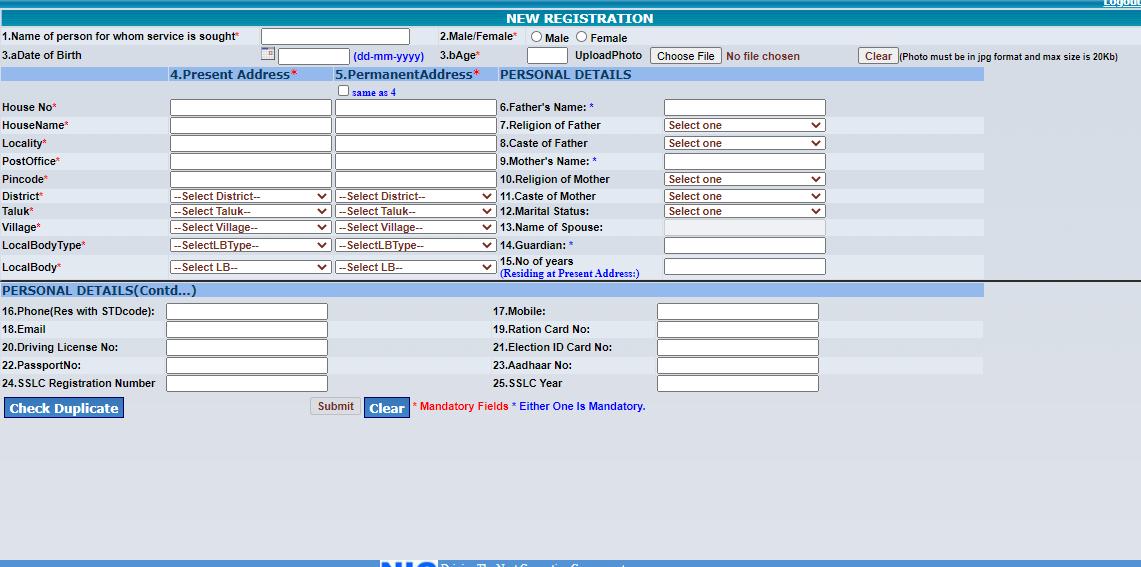 Logout
NEW REGISTRATION
1.Name of person for whom service is sought* 2.Male/Female* Male Female
3.aDate of Birth (dd-mm-yyyy) 3.bAge* UploadPhoto Choose File No file chosen Clear (Photo must be in jpg format and max size is 20Kb)
4.Present Address* 5.PermanentAddress* PERSONAL DETAILS
same as 4
House No* 6.Father's Name: *
HouseName* 7.Religion of Father Select one
Locality* 8.Caste of Father Select one
PostOffice* 9.Mother's Name: *
Pincode* 10.Religion of Mother Select one
District* --Select District-- --Select District-- 11.Caste of Mother Select one
Taluk* --Select Taluk-- --Select Taluk-- 12.Marital Status: Select one
Village* --Select Village-- --Select Village-- 13.Name of Spouse:
LocalBodyType* --SelectLBType-- --SelectLBType-- 14.Guardian: *
LocalBody* --Select LB-- --Select LB-- 15.No of years
(Residing at Present Address:)
PERSONAL DETAILS(Contd...)
16.Phone(Res with STDcode): 17.Mobile:
18.Email 19.Ration Card No:
20.Driving License No: 21.Election ID Card No:
22.PassportNo: 23.Aadhaar No:
24.SSLC Registration Number 25.SSLC Year
Check Duplicate Submit Clear * Mandatory Fields * Either One Is Mandatory.